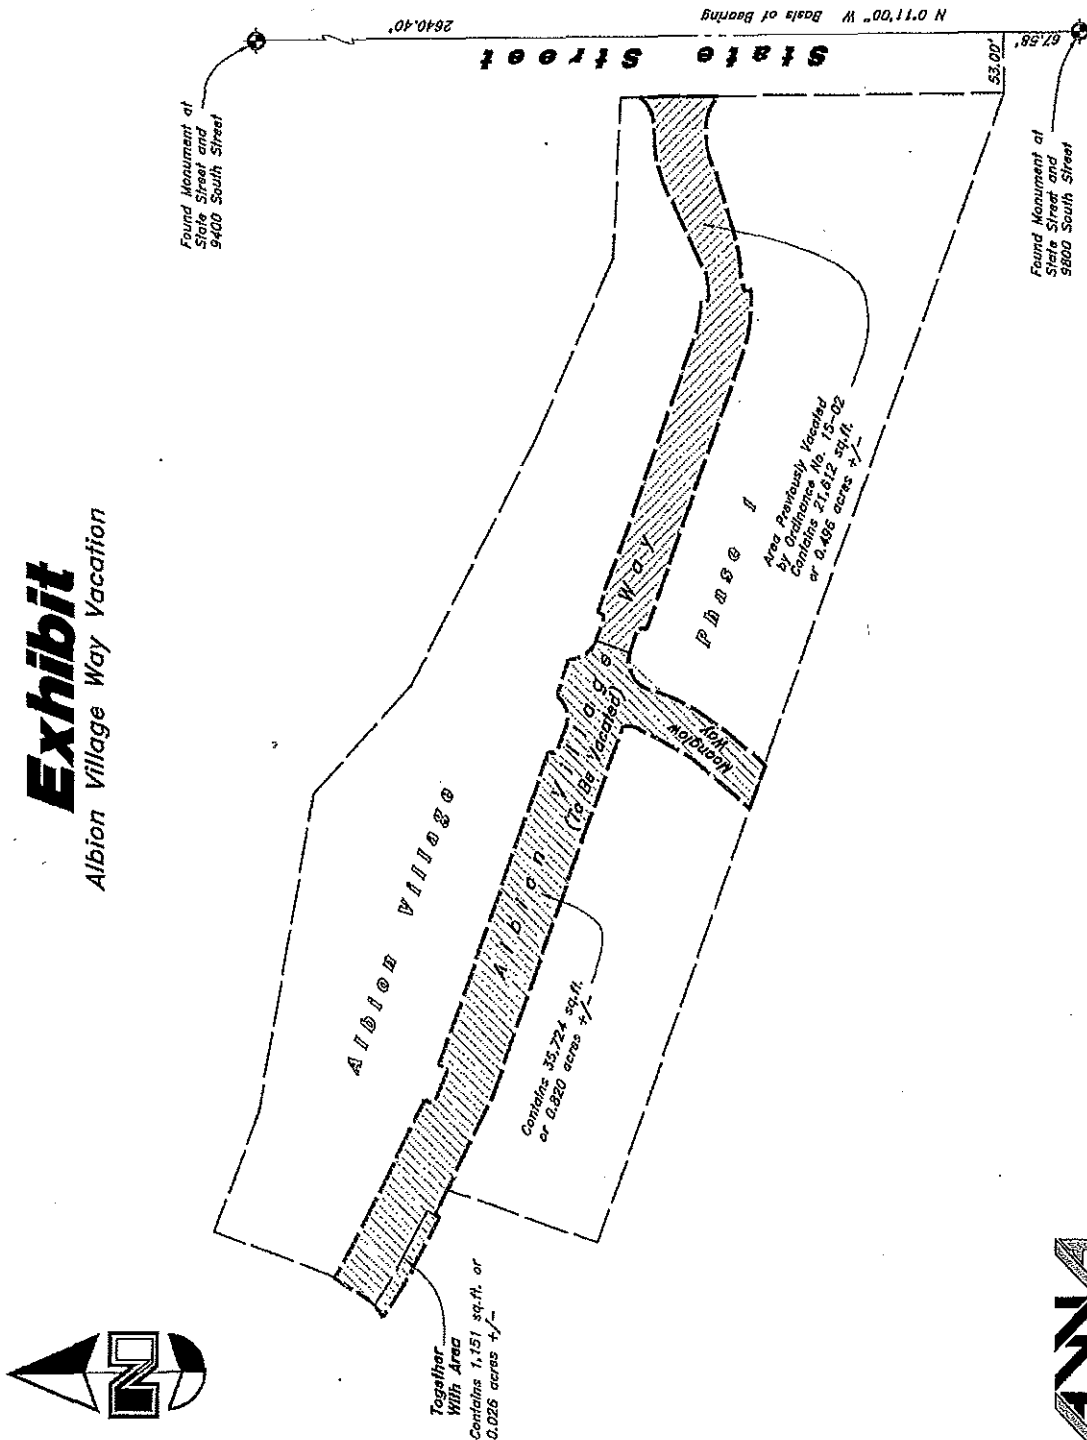 Exhibit
Albion Village Way Vacation
Found Monument at
State Street and
9400 South Street
2640.40'
N 0°11'00" W Basis of Bearing
State Street
67.58'
53.00'
Found Monument at
State Street and
9800 South Street
Area Previously Vacated
by Ordinance No. 15-02
Contains 21,612 sq.ft.
or 0.496 acres +/-
Albion Village
Phase 1
Albion Village Way
(To Be Vacated)
Moonglow
Way
Contains 35,724 sq.ft.
or 0.820 acres +/-
Together
With Area
Contains 1,151 sq.ft. or
0.026 acres +/-
N